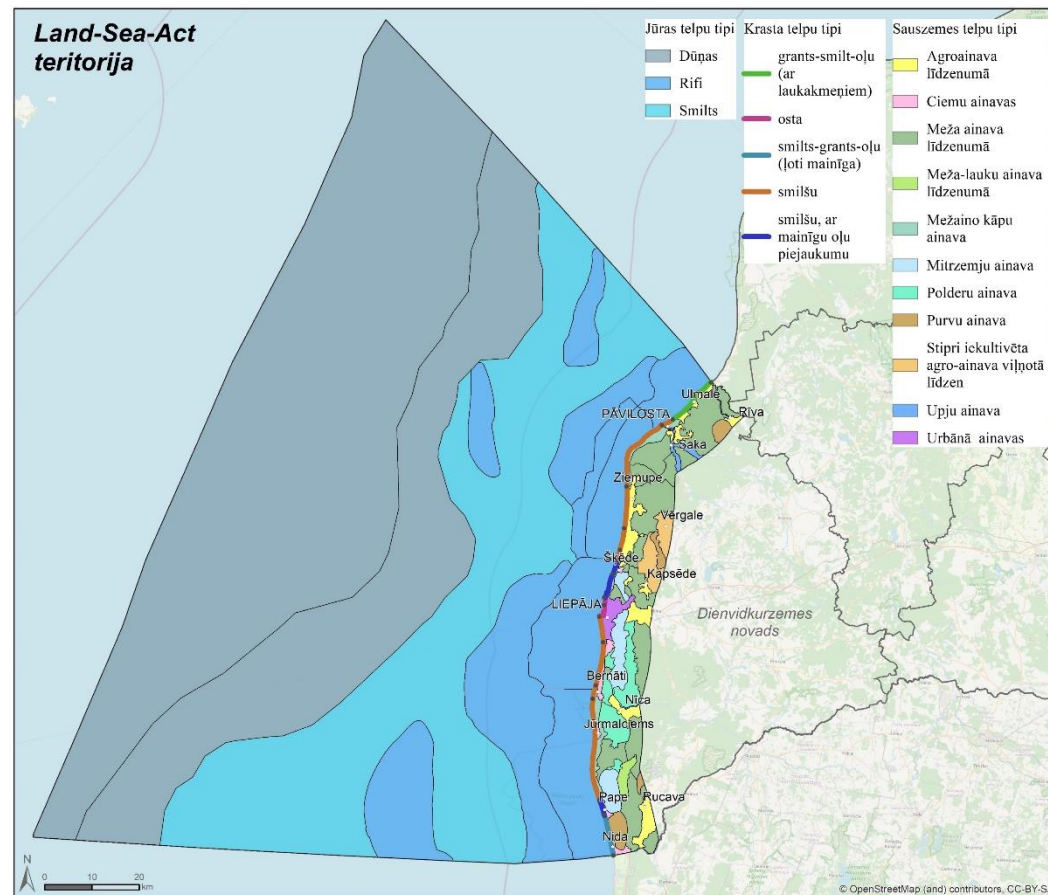 Land-Sea-Act
teritorija
Jūras telpu tipi
Dūņas
Rifi
Smilts
Krasta telpu tipi
grants-smilt-oļu
(ar
laukakmeņiem)
osta
smilts-grants-oļu
(ļoti mainīga)
smilšu
smilšu, ar
mainīgu oļu
piejaukumu
Sauszemes telpu tipi
Agroainava
līdzenumā
Ciemu ainavas
Meža ainava
līdzenumā
Meža-lauku ainava
līdzenumā
Mežaino kāpu
ainava
Mitrzemju ainava
Polderu ainava
Purvu ainava
Stipri iekultivēta
agro-ainava viļņotā
līdzen
Upju ainava
Urbānā ainavas
Ulmale
PĀVILOSTA
Rīva
Saka
Ziemupe
Vērgale
Šķēde
Kapsēde
LIEPĀJA
Dienvidkurzemes
novads
Bernāti
Nīca
Jūrmalciems
Pape
Rucava
Nida
N
0 10 20
km
© OpenStreetMap (and) contributors, CC-BY-S